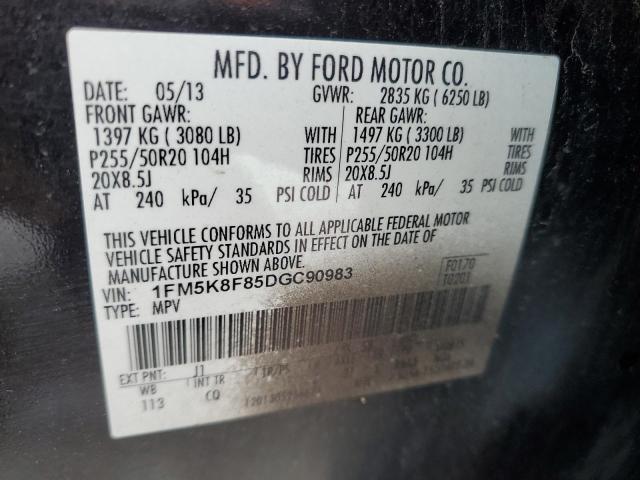 MFD. BY FORD MOTOR CO.
DATE: 05/13 GVWR: 2835 KG ( 6250 LB)
FRONT GAWR: REAR GAWR:
1397 KG ( 3080 LB) WITH 1497 KG ( 3300 LB) WITH
P255/50R20 104H TIRES P255/50R20 104H TIRES
20X8.5J RIMS 20X8.5J RIMS
AT 240 kPa/ 35 PSI COLD AT 240 kPa/ 35 PSI COLD
THIS VEHICLE CONFORMS TO ALL APPLICABLE FEDERAL MOTOR
VEHICLE SAFETY STANDARDS IN EFFECT ON THE DATE OF
MANUFACTURE SHOWN ABOVE.
VIN: 1FM5K8F85DGC90983 F0170
TYPE: MPV T0201
EXT PNT: J1
WB INT TR TP/PS
113 CQ